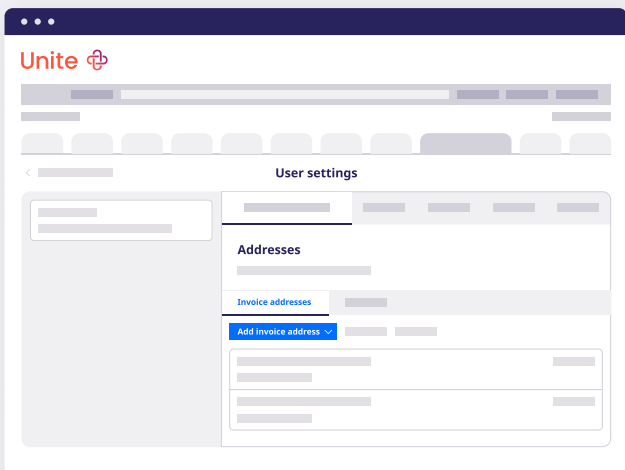 Unite
User settings
Addresses
Invoice addresses
Add invoice address